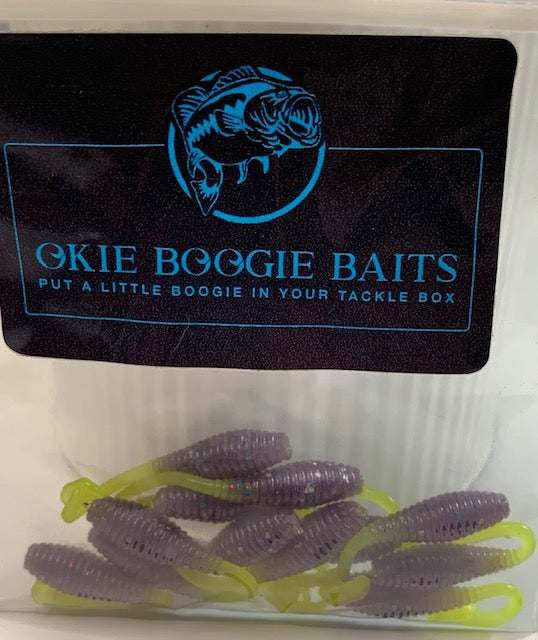 OKIE BOOGIE BAITS
PUT A LITTLE BOOGIE IN YOUR TACKLE BOX